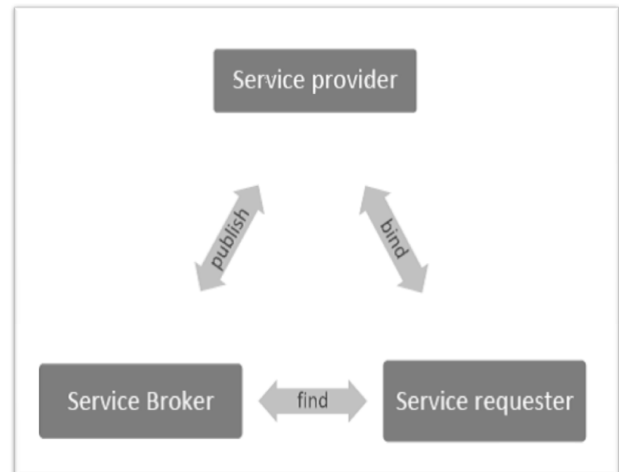 Service provider
publish
bind
Service Broker
find
Service requester